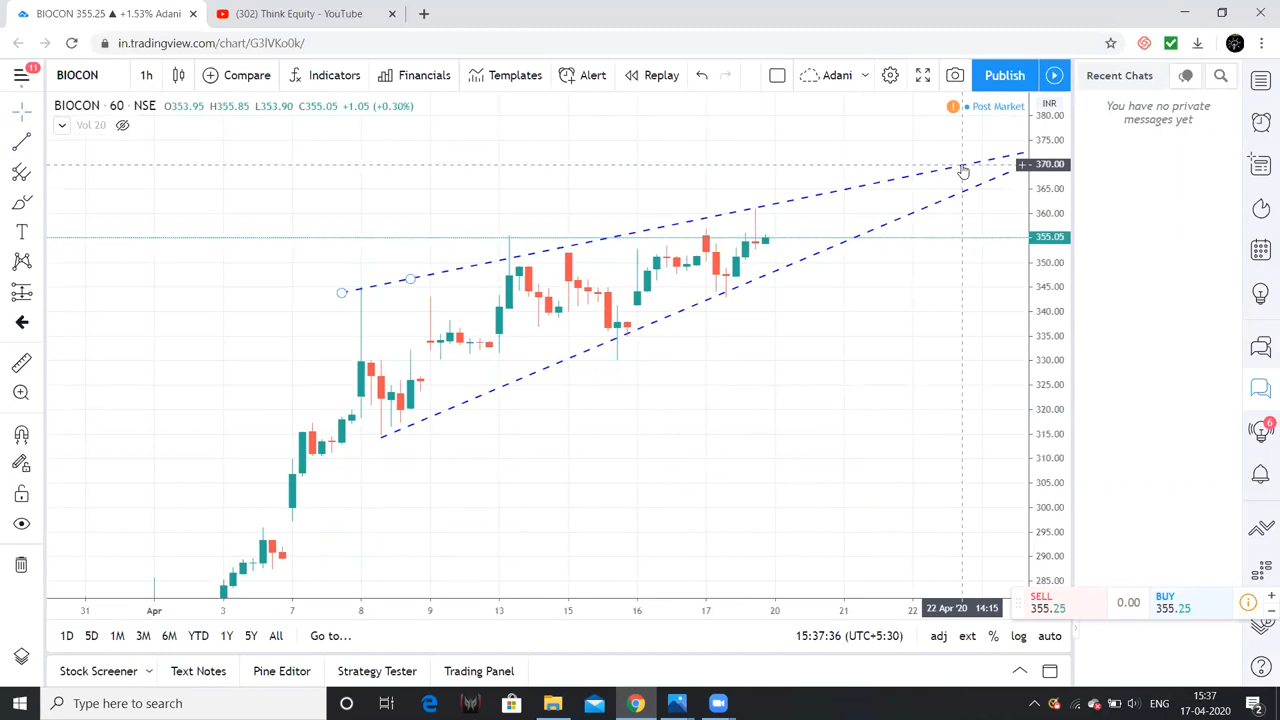 BIOCON 355.25 ▲ +1.53% Adani
(302) Think Equity - YouTube
in.tradingview.com/chart/G3lVKo0k/
11
BIOCON
1h
Compare
Indicators
Financials
Templates
Alert
Replay
Adani
Publish
Recent Chats
You have no private
messages yet
BIOCON · 60 · NSE
O353.95 H355.85 L353.90 C355.05 +1.05 (+0.30%)
Post Market
INR
Vol 20
380.00
375.00
370.00
365.00
360.00
355.05
350.00
345.00
340.00
335.00
330.00
325.00
320.00
315.00
310.00
305.00
300.00
295.00
290.00
285.00
6
31
Apr
3
7
8
9
13
15
16
17
20
21
22
22 Apr '20 14:15
SELL
355.25
0.00
BUY
355.25
1D 5D 1M 3M 6M YTD 1Y 5Y All Go to...
15:37:36 (UTC+5:30)
adj ext % log auto
Stock Screener
Text Notes
Pine Editor
Strategy Tester
Trading Panel
Type here to search
ENG
15:37
17-04-2020
2